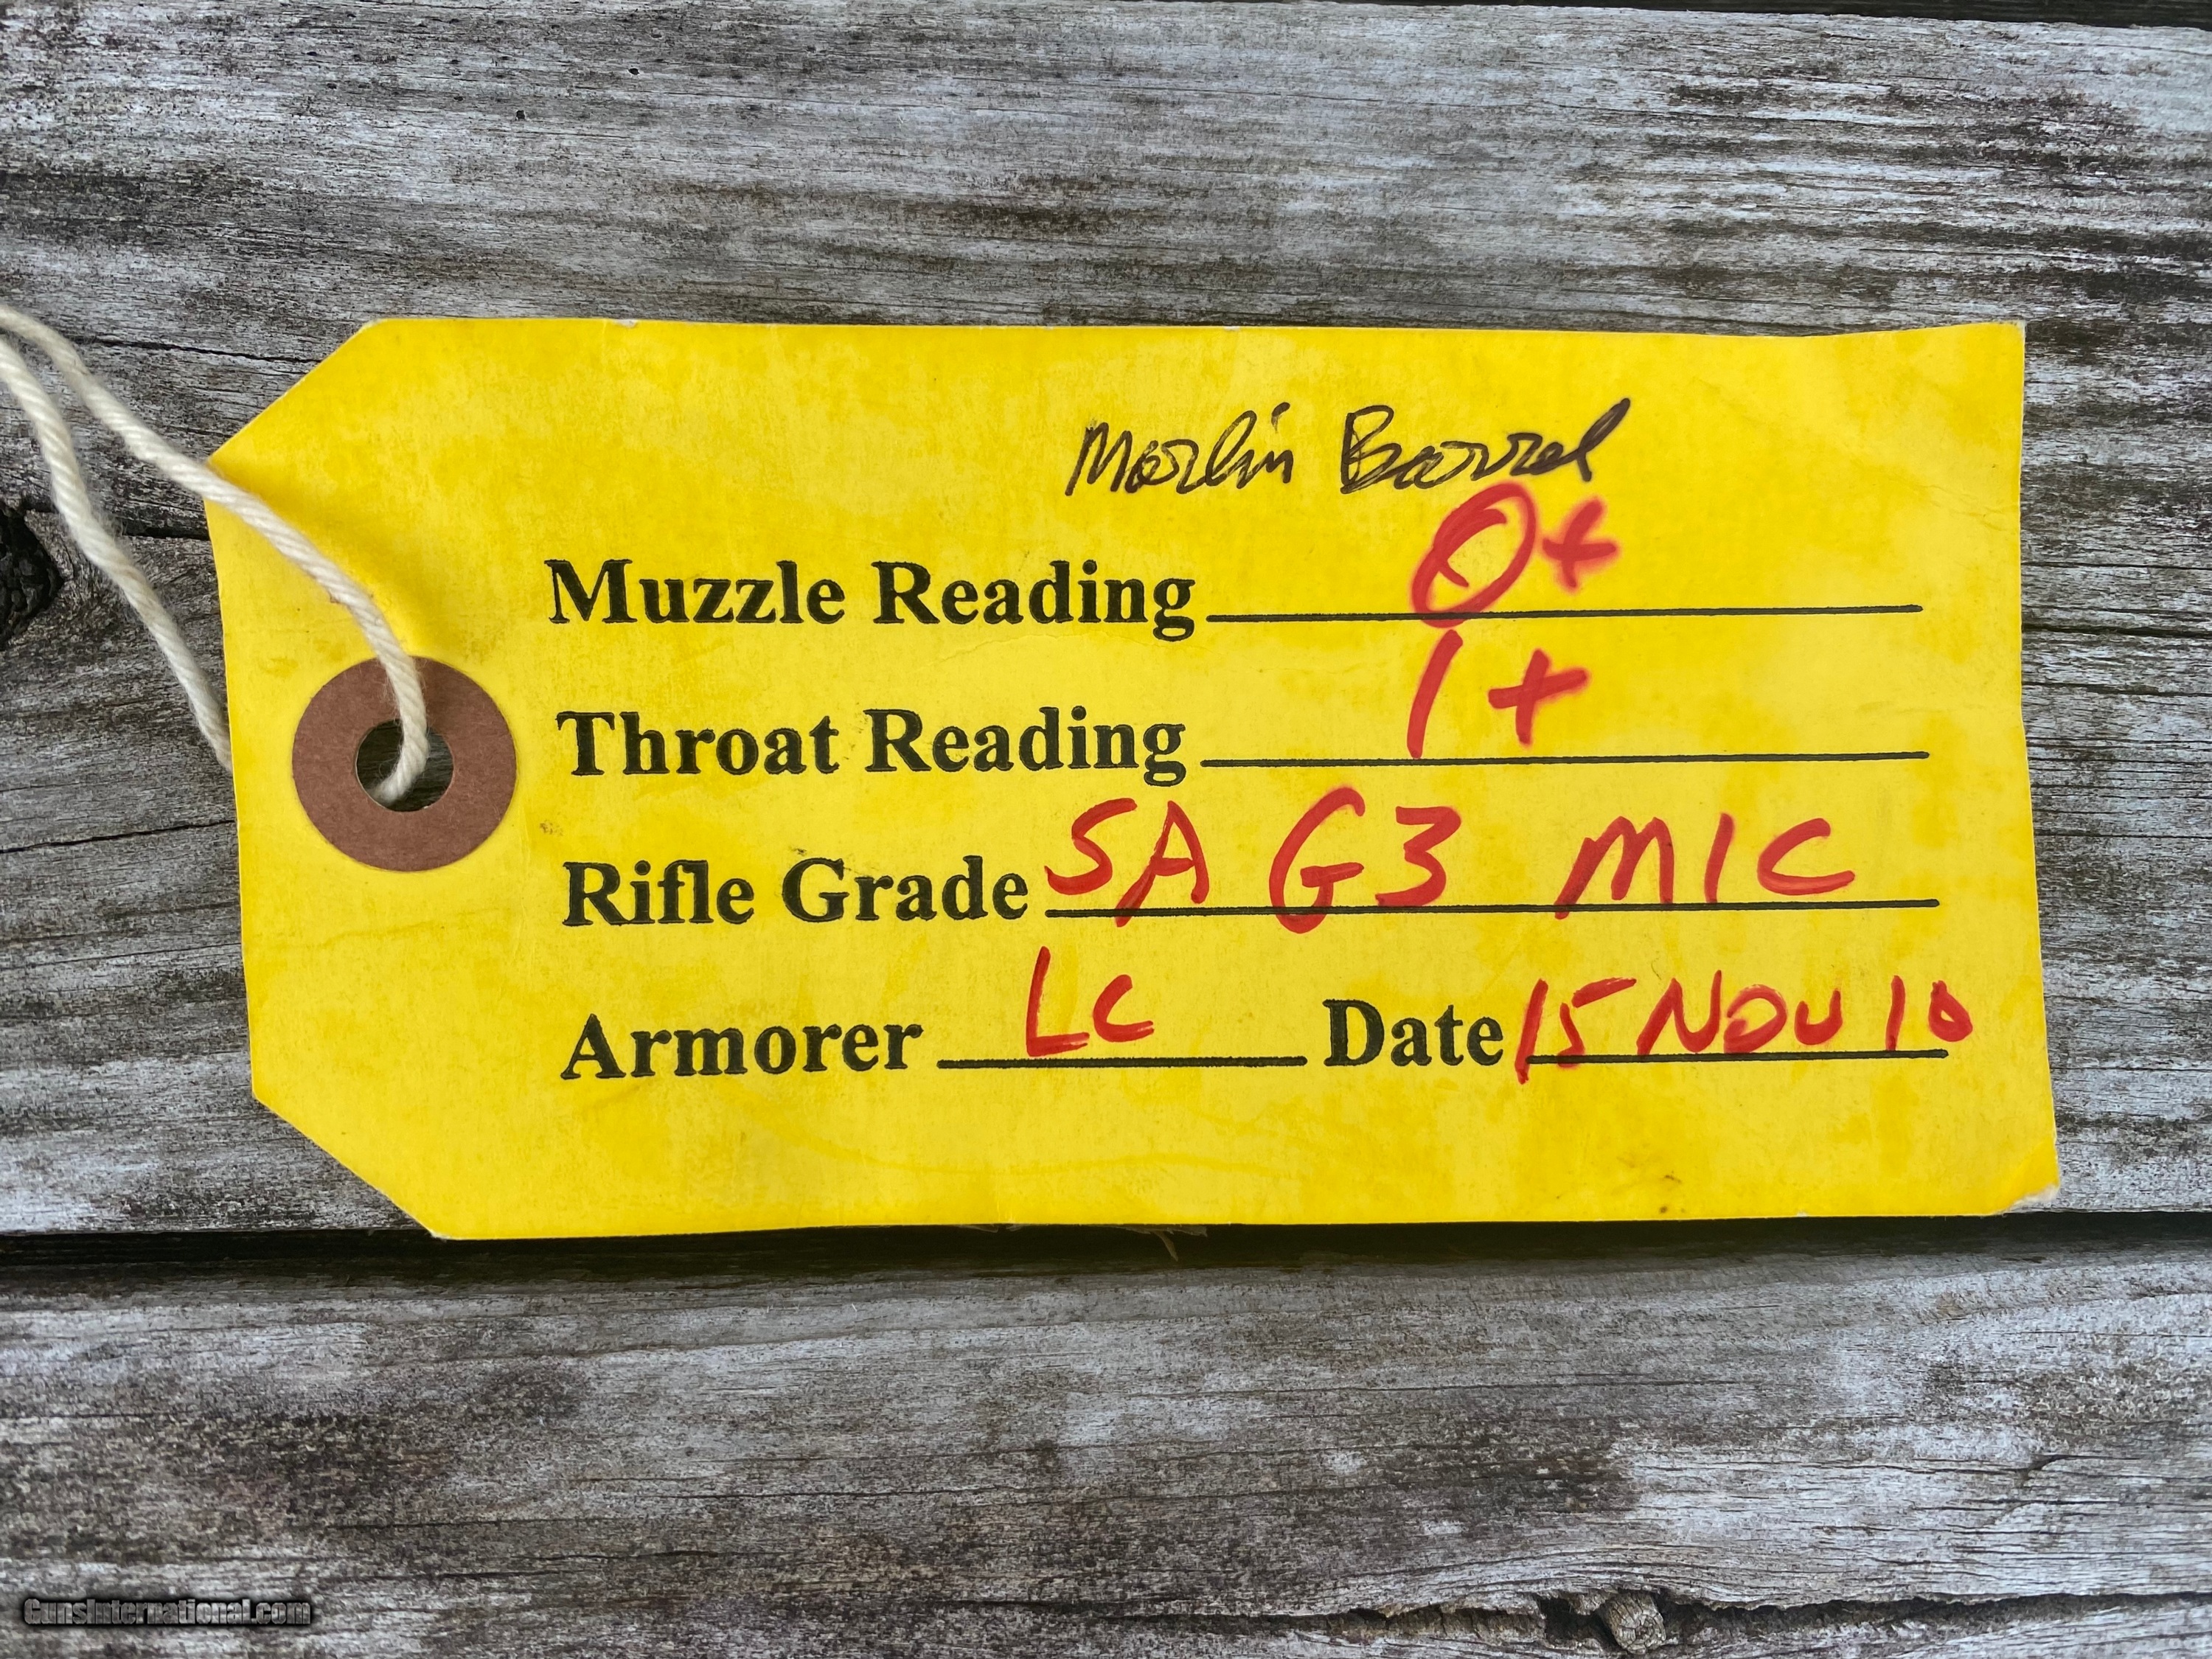 Marlin Barrel
Muzzle Reading 0+
Throat Reading 1+
Rifle Grade SA G3 M1C
Armorer LC Date 15 NOV 10
GunsInternational.com